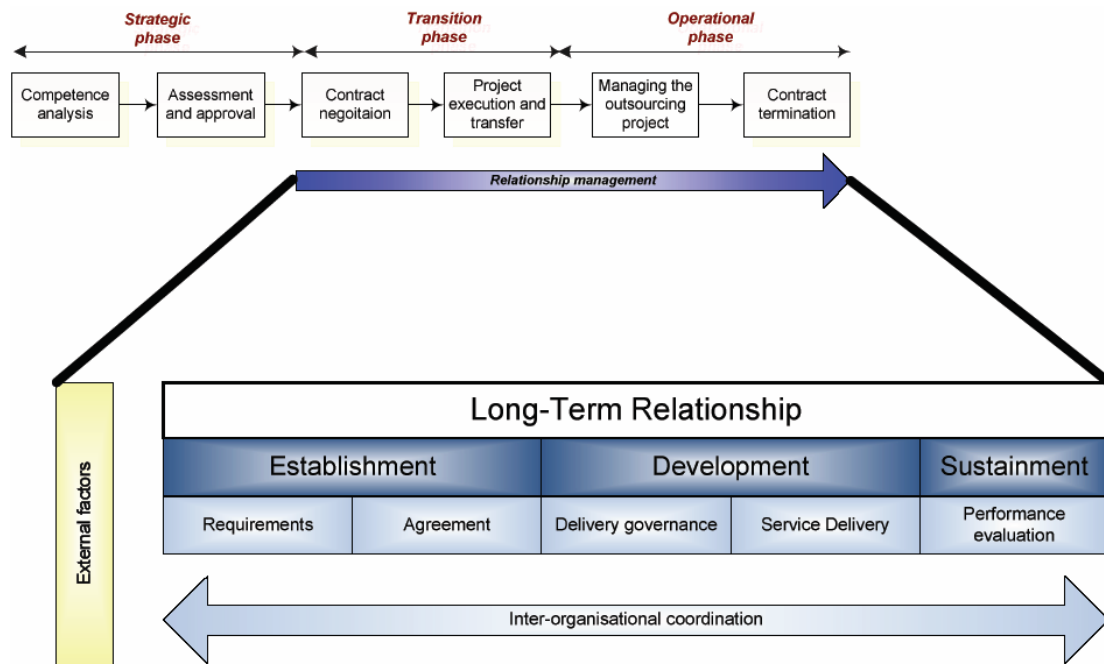 Strategic
phase
Transition
phase
Operational
phase
Competence
analysis
Assessment
and approval
Contract
negoitaion
Project
execution and
transfer
Managing the
outsourcing
project
Contract
termination
Relationship management
External factors
Long-Term Relationship
Establishment
Development
Sustainment
Requirements
Agreement
Delivery governance
Service Delivery
Performance
evaluation
Inter-organisational coordination